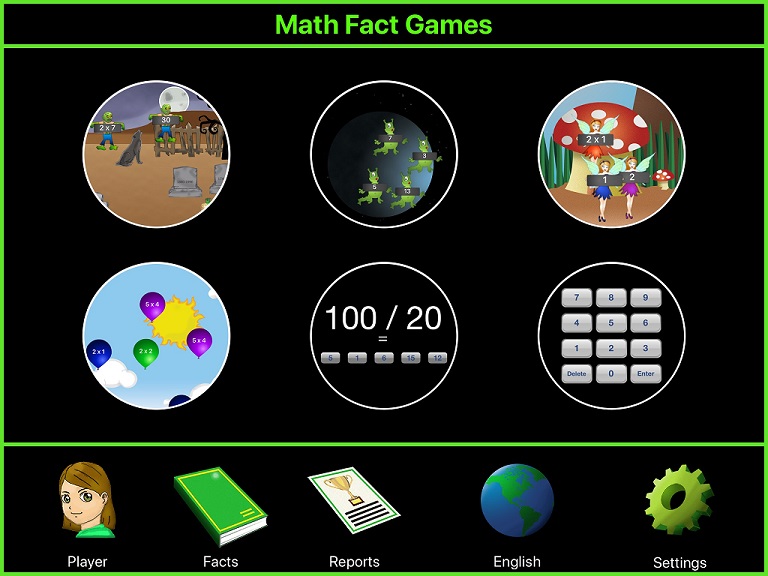 Math Fact Games
2 x 7
30
7
3
5
13
2 x 1
1
2
5 x 4
2 x 1
2 x 2
5 x 4
100 / 20
=
5 1 6 15 12
7 8 9
4 5 6
1 2 3
Delete 0 Enter
Player Facts Reports English Settings